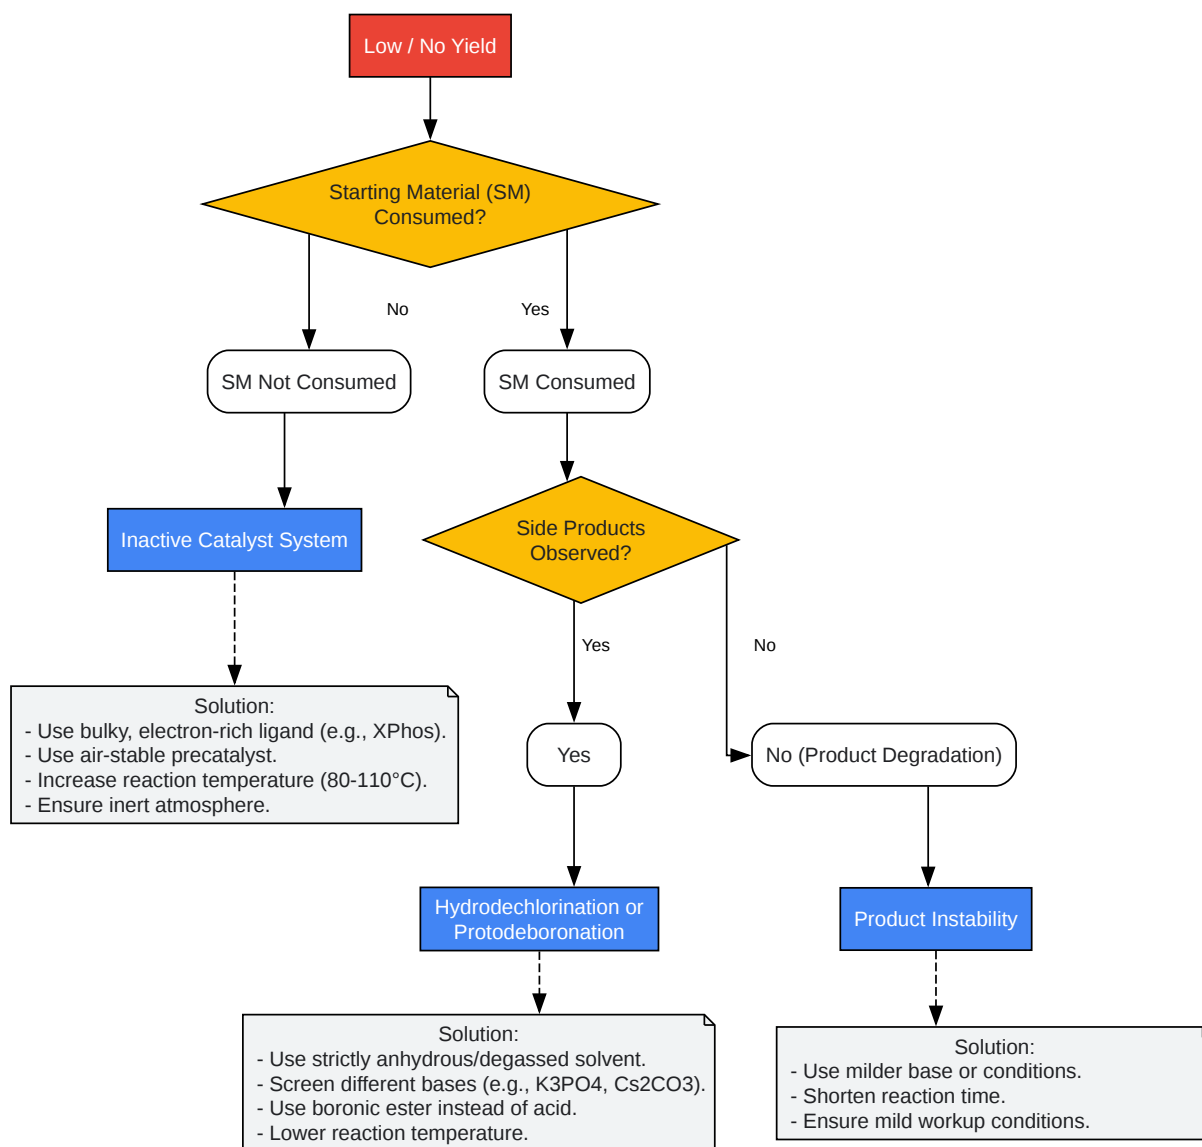 Low / No Yield
Starting Material (SM)
Consumed?
No
Yes
SM Not Consumed
SM Consumed
Inactive Catalyst System
Side Products
Observed?
Yes
No
Solution:
- Use bulky, electron-rich ligand (e.g., XPhos).
- Use air-stable precatalyst.
- Increase reaction temperature (80-110°C).
- Ensure inert atmosphere.
Yes
No (Product Degradation)
Hydrodechlorination or
Protodeboronation
Product Instability
Solution:
- Use strictly anhydrous/degassed solvent.
- Screen different bases (e.g., K3PO4, Cs2CO3).
- Use boronic ester instead of acid.
- Lower reaction temperature.
Solution:
- Use milder base or conditions.
- Shorten reaction time.
- Ensure mild workup conditions.